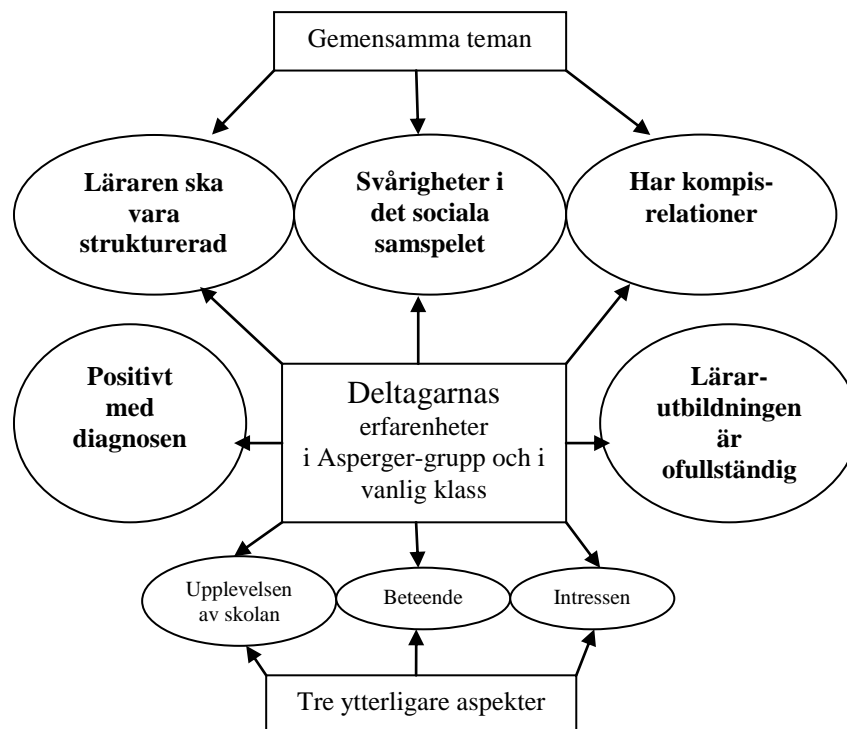 Gemensamma teman
Läraren ska
vara
strukturerad
Svårigheter i
det sociala
samspelet
Har kompis-
relationer
Positivt
med
diagnosen
Deltagarnas
erfarenheter
i Asperger-grupp och i
vanlig klass
Lärar-
utbildningen
är
ofullständig
Upplevelsen
av skolan
Beteende
Intressen
Tre ytterligare aspekter